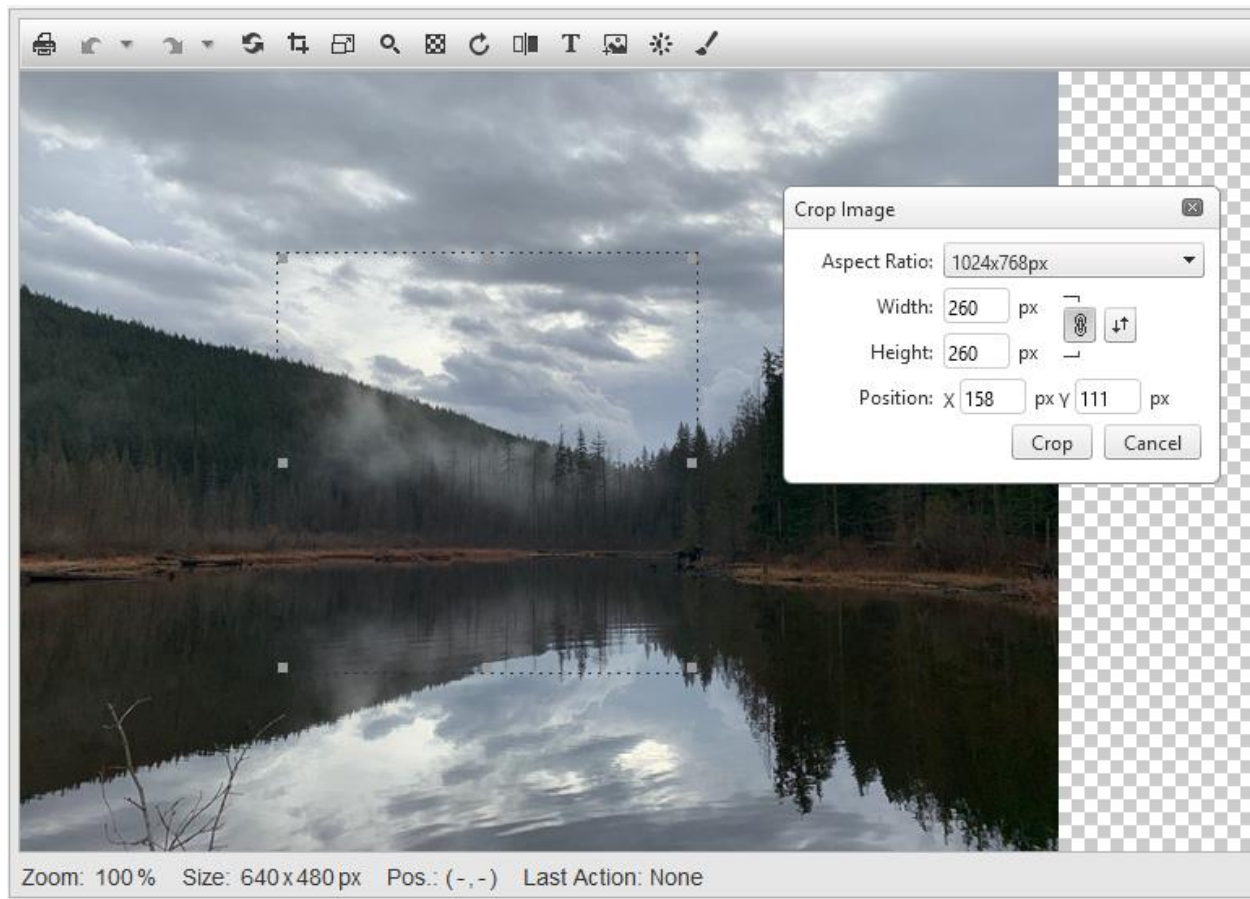 T
Crop Image
Aspect Ratio: 1024x768px
Width: 260 px
Height: 260 px
Position: X 158 px Y 111 px
Crop Cancel
Zoom: 100 % Size: 640 x 480 px Pos.: ( - , - ) Last Action: None